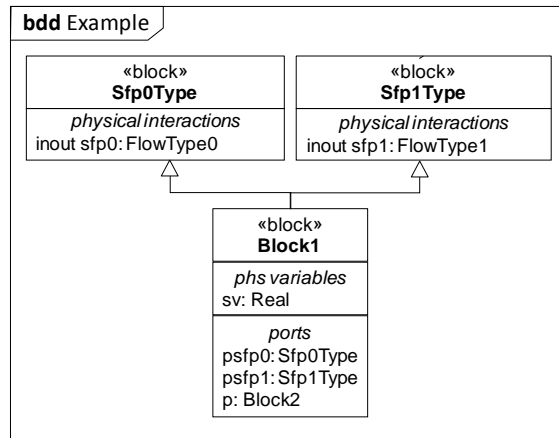 bdd Example
«block»
Sfp0Type
physical interactions
inout sfp0: FlowType0
«block»
Sfp1Type
physical interactions
inout sfp1: FlowType1
«block»
Block1
phs variables
sv: Real
ports
psfp0: Sfp0Type
psfp1: Sfp1Type
p: Block2